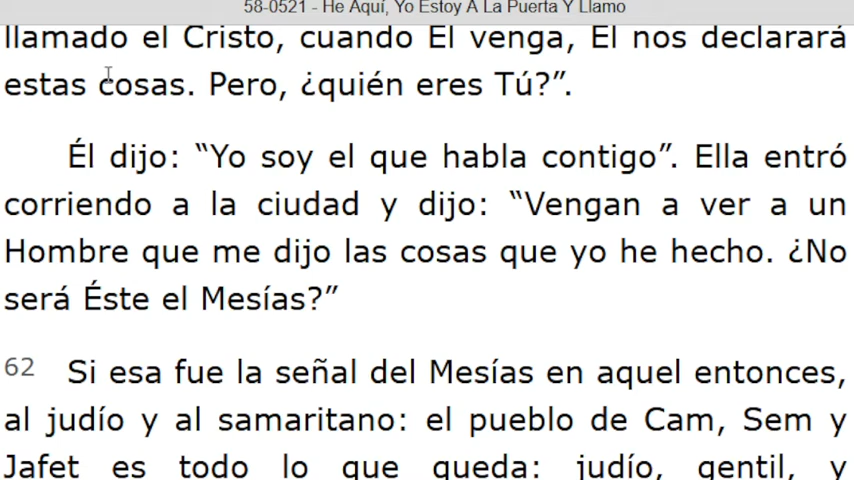 58-0521 - He Aquí, Yo Estoy A La Puerta Y Llamo
llamado el Cristo, cuando Él venga, Él nos declarará
estas cosas. Pero, ¿quién eres Tú?”.
Él dijo: “Yo soy el que habla contigo”. Ella entró
corriendo a la ciudad y dijo: “Vengan a ver a un
Hombre que me dijo las cosas que yo he hecho. ¿No
será Éste el Mesías?”
62 Si esa fue la señal del Mesías en aquel entonces,
al judío y al samaritano: el pueblo de Cam, Sem y
Jafet es todo lo que queda: judío, gentil, y